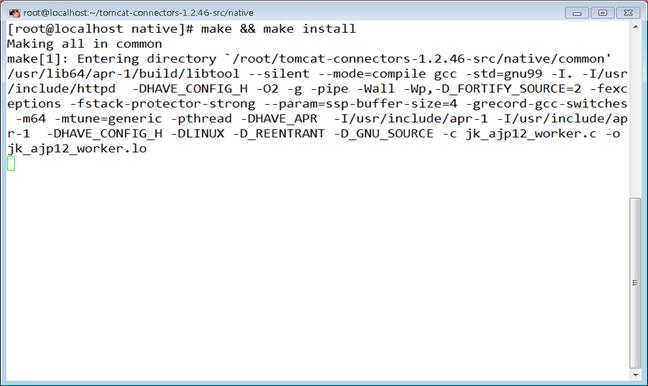 root@localhost:~/tomcat-connectors-1.2.46-src/native
[root@localhost native]# make && make install
Making all in common
make[1]: Entering directory `/root/tomcat-connectors-1.2.46-src/native/common'
/usr/lib64/apr-1/build/libtool --silent --mode=compile gcc -std=gnu99 -I. -I/usr
/include/httpd  -DHAVE_CONFIG_H -O2 -g -pipe -Wall -Wp,-D_FORTIFY_SOURCE=2 -fexc
eptions -fstack-protector-strong --param=ssp-buffer-size=4 -grecord-gcc-switches
 -m64 -mtune=generic -pthread -DHAVE_APR  -I/usr/include/apr-1 -I/usr/include/ap
r-1  -DHAVE_CONFIG_H -DLINUX -D_REENTRANT -D_GNU_SOURCE -c jk_ajp12_worker.c -o
jk_ajp12_worker.lo